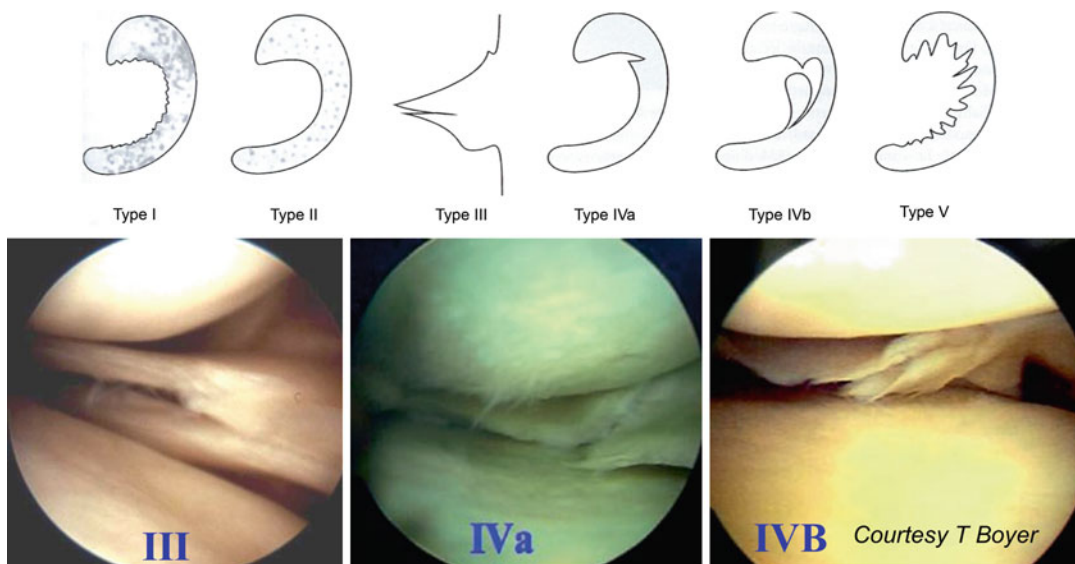 Type I
Type II
Type III
Type IVa
Type IVb
Type V
III
IVa
IVB
Courtesy T Boyer